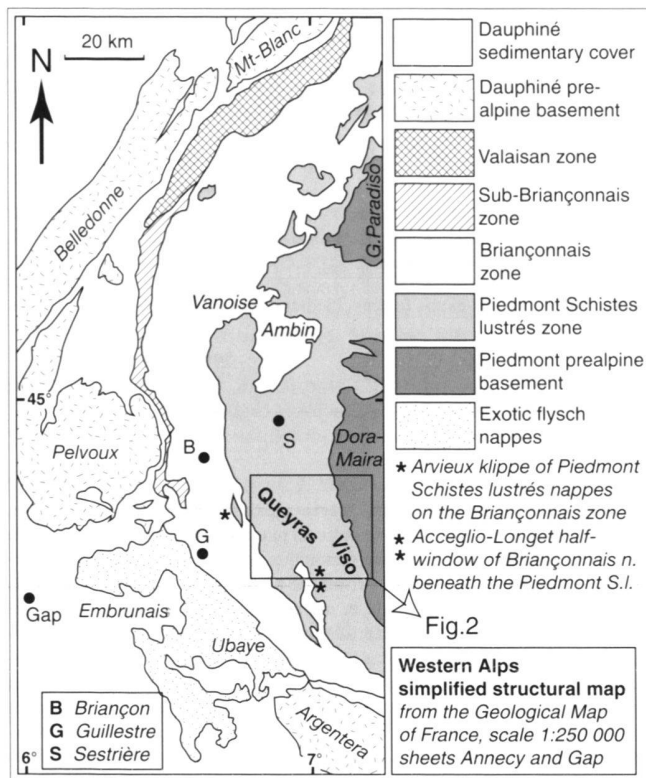 20 km
N
Mt-Blanc
Belledonne
G.Paradiso
Vanoise
Ambin
45°
Pelvoux
B
S
Dora-
Maira
*
Queyras
Viso
G
*
*
Gap
Embrunais
Ubaye
Fig.2
Argentera
B Briançon
G Guillestre
S Sestrière
6°
7°
Dauphiné
sedimentary cover
Dauphiné pre-
alpine basement
Valaisan zone
Sub-Briançonnais
zone
Briançonnais
zone
Piedmont Schistes
lustrés zone
Piedmont prealpine
basement
Exotic flysch
nappes
* Arvieux klippe of Piedmont
Schistes lustrés nappes
on the Briançonnais zone
* Acceglio-Longet half-
* window of Briançonnais n.
beneath the Piedmont S.l.
Western Alps
simplified structural map
from the Geological Map
of France, scale 1:250 000
sheets Annecy and Gap